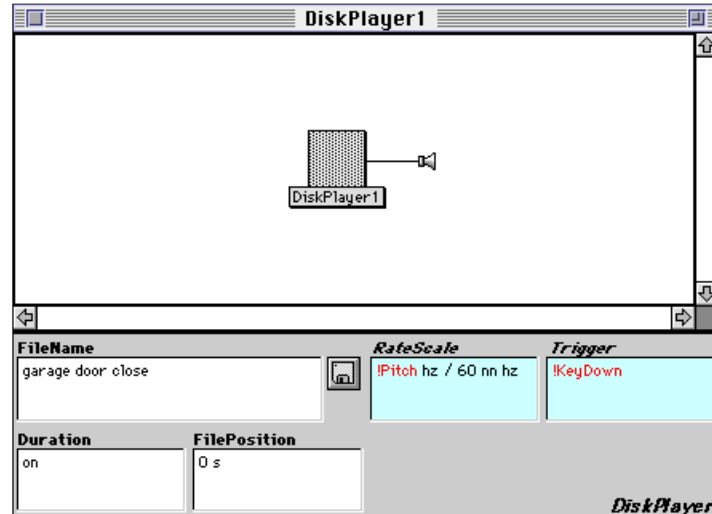 DiskPlayer1
DiskPlayer1
FileName
RateScale
Trigger
garage door close
!Pitch hz / 60 nn hz
!KeyDown
Duration
FilePosition
on
0 s
DiskPlayer